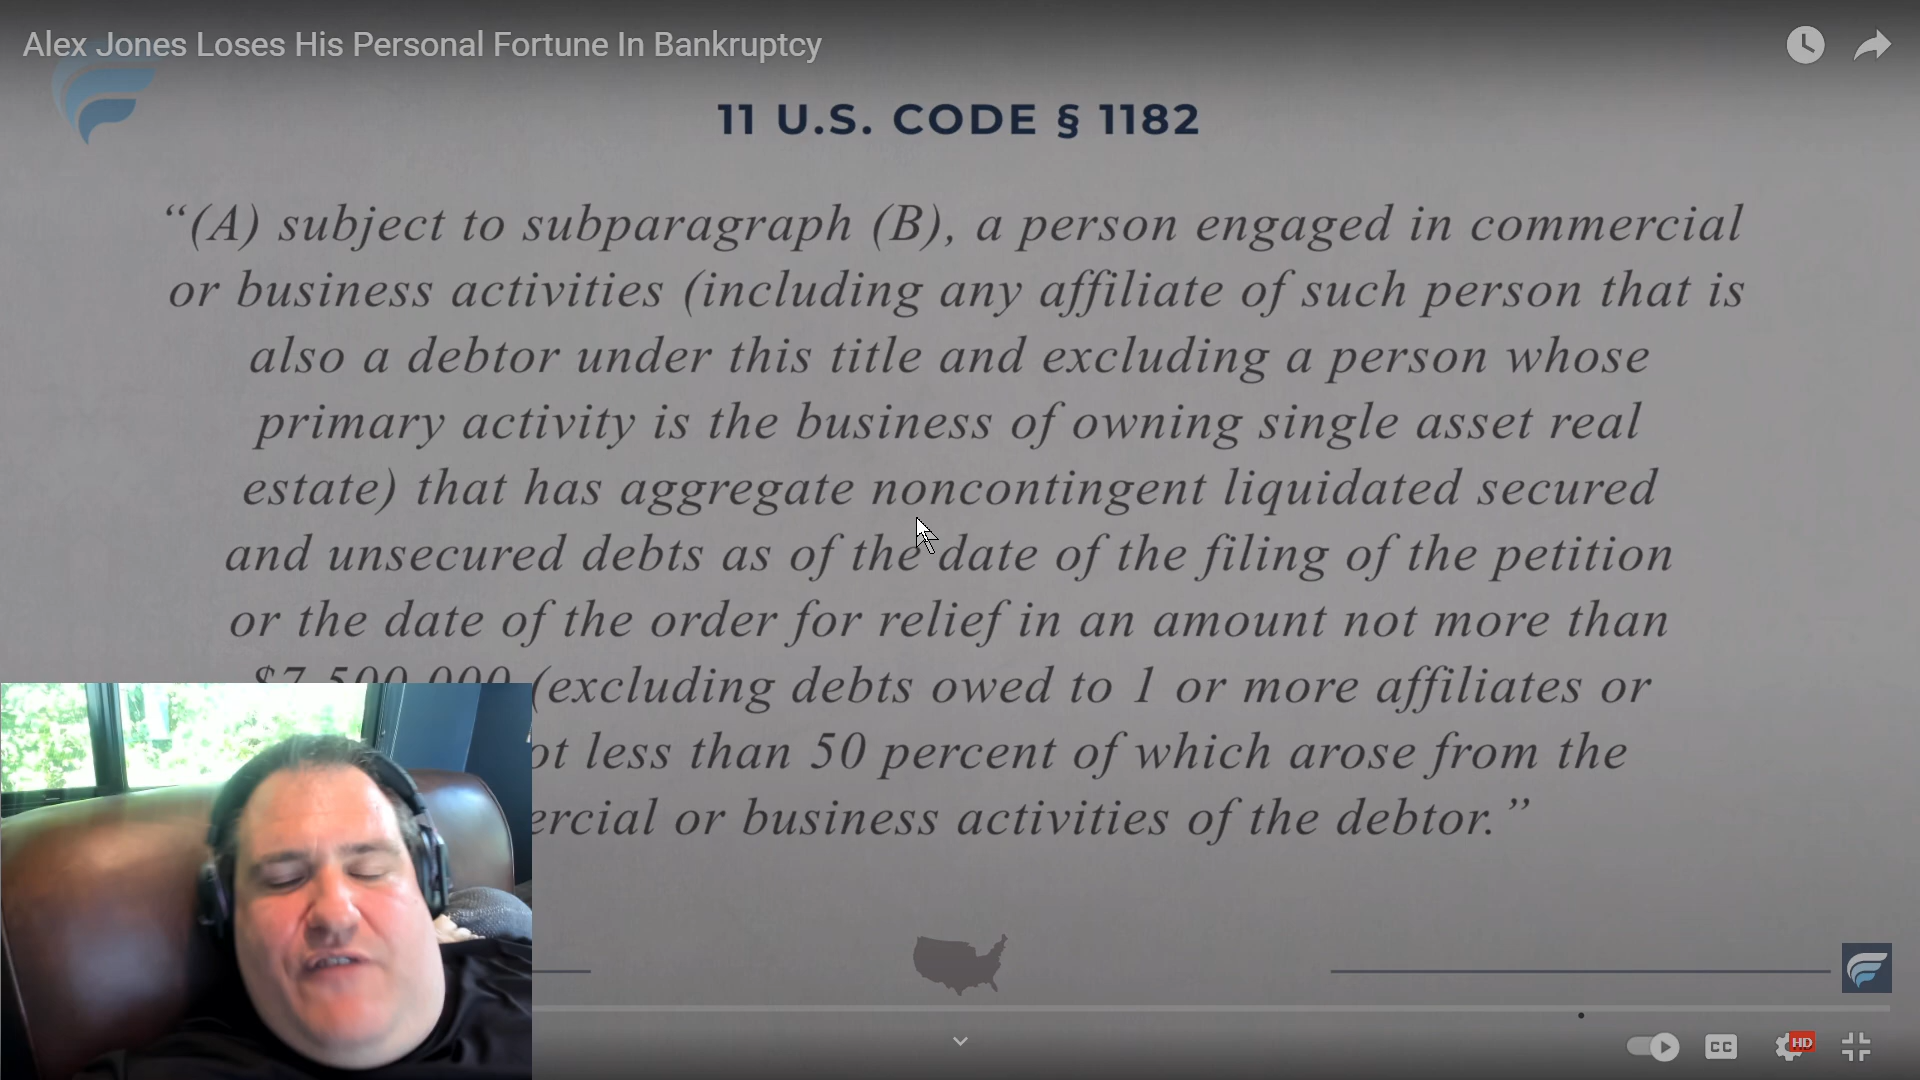 Alex Jones Loses His Personal Fortune In Bankruptcy
11 U.S. CODE § 1182
“(A) subject to subparagraph (B), a person engaged in commercial
or business activities (including any affiliate of such person that is
also a debtor under this title and excluding a person whose
primary activity is the business of owning single asset real
estate) that has aggregate noncontingent liquidated secured
and unsecured debts as of the date of the filing of the petition
or the date of the order for relief in an amount not more than
$7,500,000 (excluding debts owed to 1 or more affiliates or
less than 50 percent of which arose from the
or business activities of the debtor.”
CC
HD